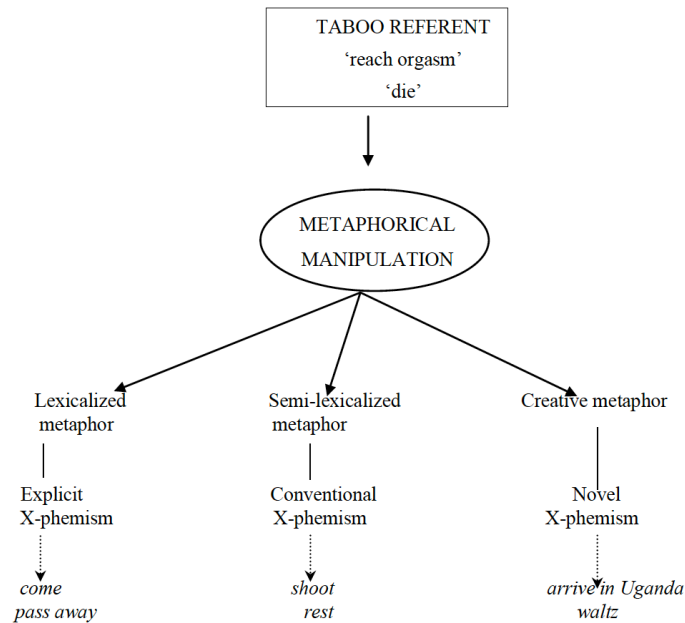 TABOO REFERENT
‘reach orgasm’
‘die’
METAPHORICAL
MANIPULATION
Lexicalized
metaphor
Semi-lexicalized
metaphor
Creative metaphor
Explicit
X-phemism
Conventional
X-phemism
Novel
X-phemism
come
pass away
shoot
rest
arrive in Uganda
waltz